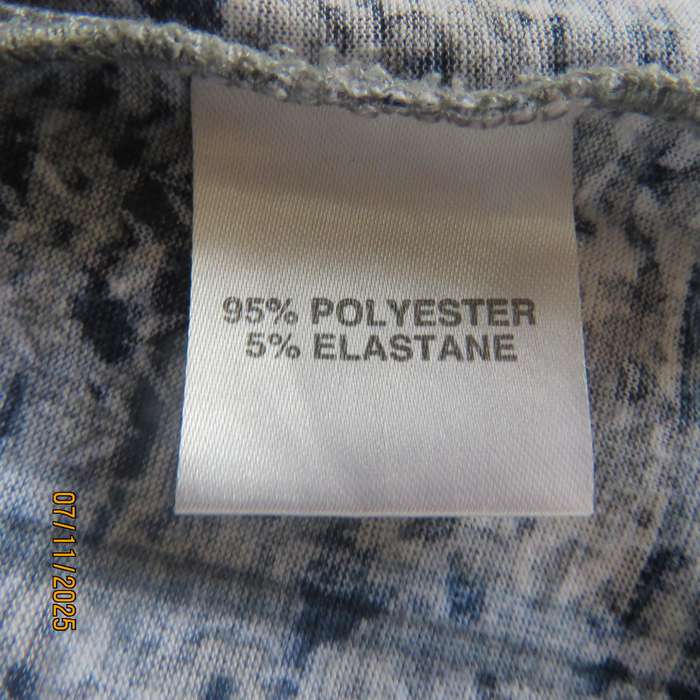 95% POLYESTER
5% ELASTANE
07/11/2025